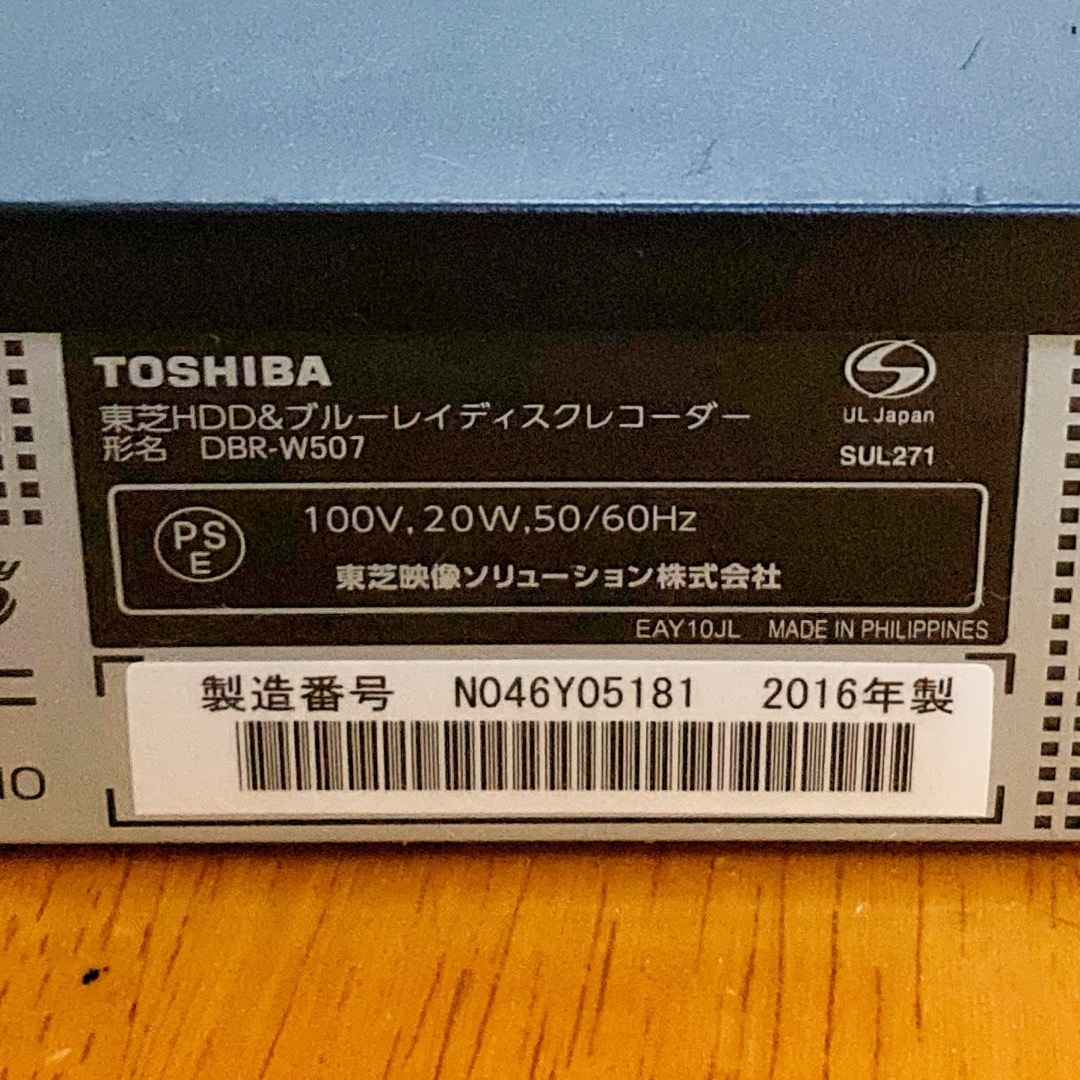 TOSHIBA
東芝HDD&ブルーレイディスクレコーダー
形名 DBR-W507
UL Japan
SUL271
PSE
100V,20W,50/60Hz
東芝映像ソリューション株式会社
EAY10JL MADE IN PHILIPPINES
製造番号 N046Y05181 2016年製